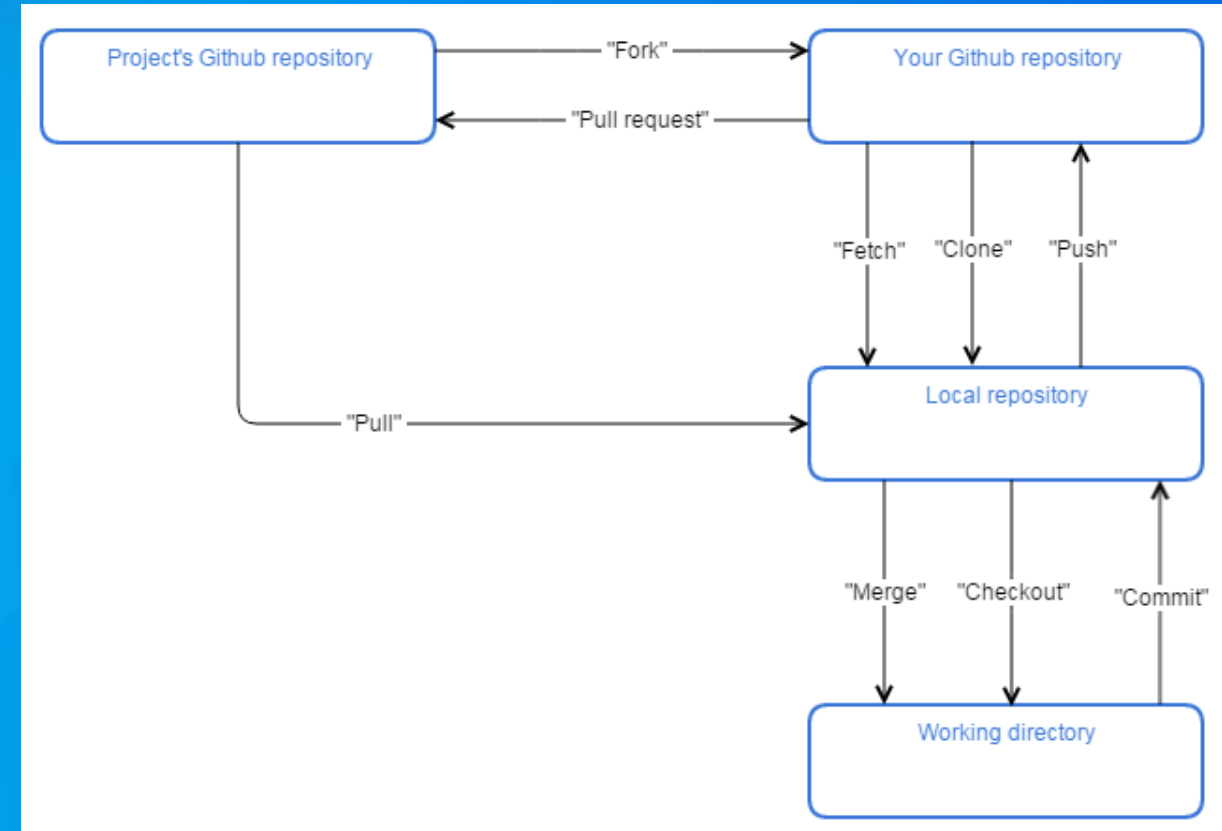 Project's Github repository
"Fork"
Your Github repository
"Pull request"
"Fetch"
"Clone"
"Push"
Local repository
"Pull"
"Merge"
"Checkout"
"Commit"
Working directory